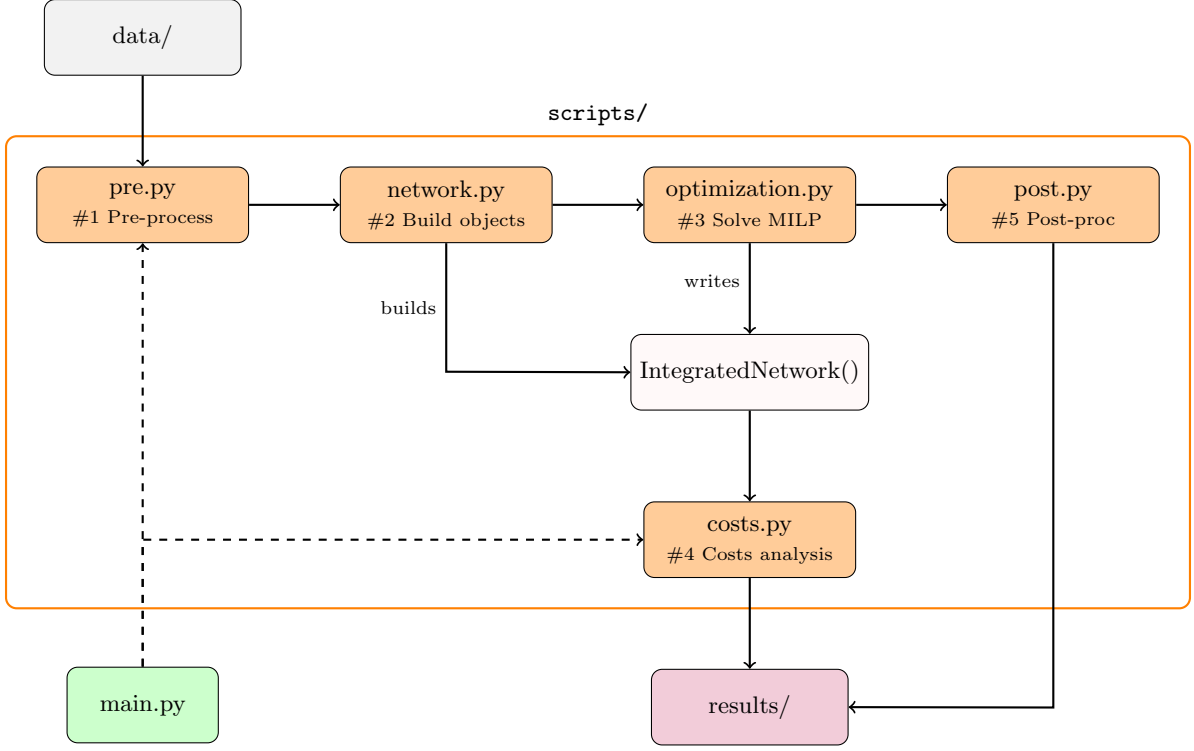 data/
scripts/
pre.py
#1 Pre-process
network.py
#2 Build objects
optimization.py
#3 Solve MILP
post.py
#5 Post-proc
writes
builds
IntegratedNetwork()
costs.py
#4 Costs analysis
main.py
results/